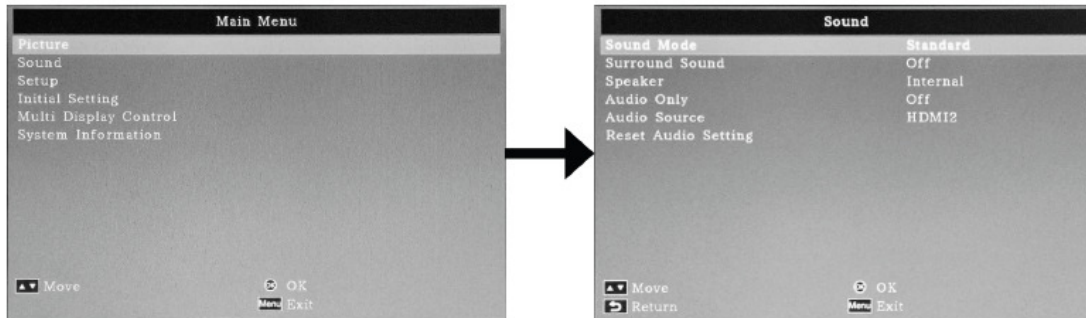 Main Menu
Picture
Sound
Setup
Initial Setting
Multi Display Control
System Information
Move
OK
Menu Exit
Sound
Sound Mode Standard
Surround Sound Off
Speaker Internal
Audio Only Off
Audio Source HDMI2
Reset Audio Setting
Move
OK
Return
Menu Exit